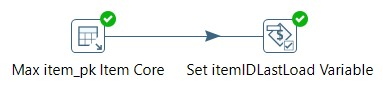 Max item_pk Item Core
Set itemIDLastLoad Variable